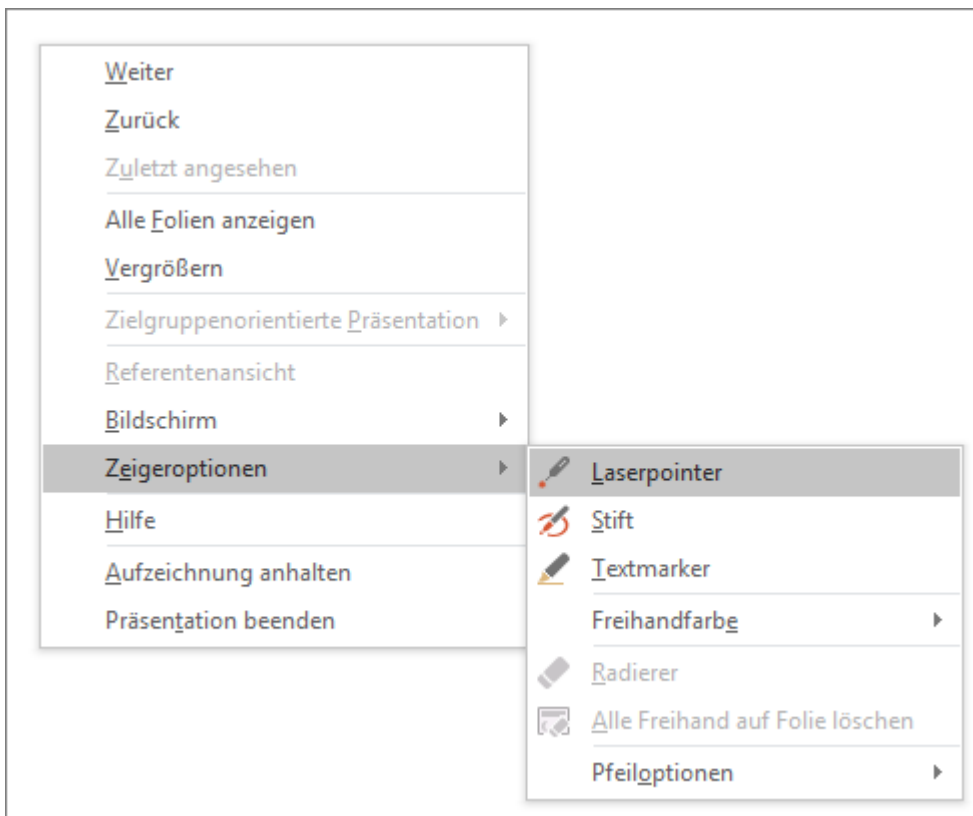 Weiter
Zurück
Zuletzt angesehen
Alle Folien anzeigen
Vergrößern
Zielgruppenorientierte Präsentation
Referentenansicht
Bildschirm
Zeigeroptionen
Hilfe
Aufzeichnung anhalten
Präsentation beenden
Laserpointer
Stift
Textmarker
Freihandfarbe
Radierer
Alle Freihand auf Folie löschen
Pfeiloptionen